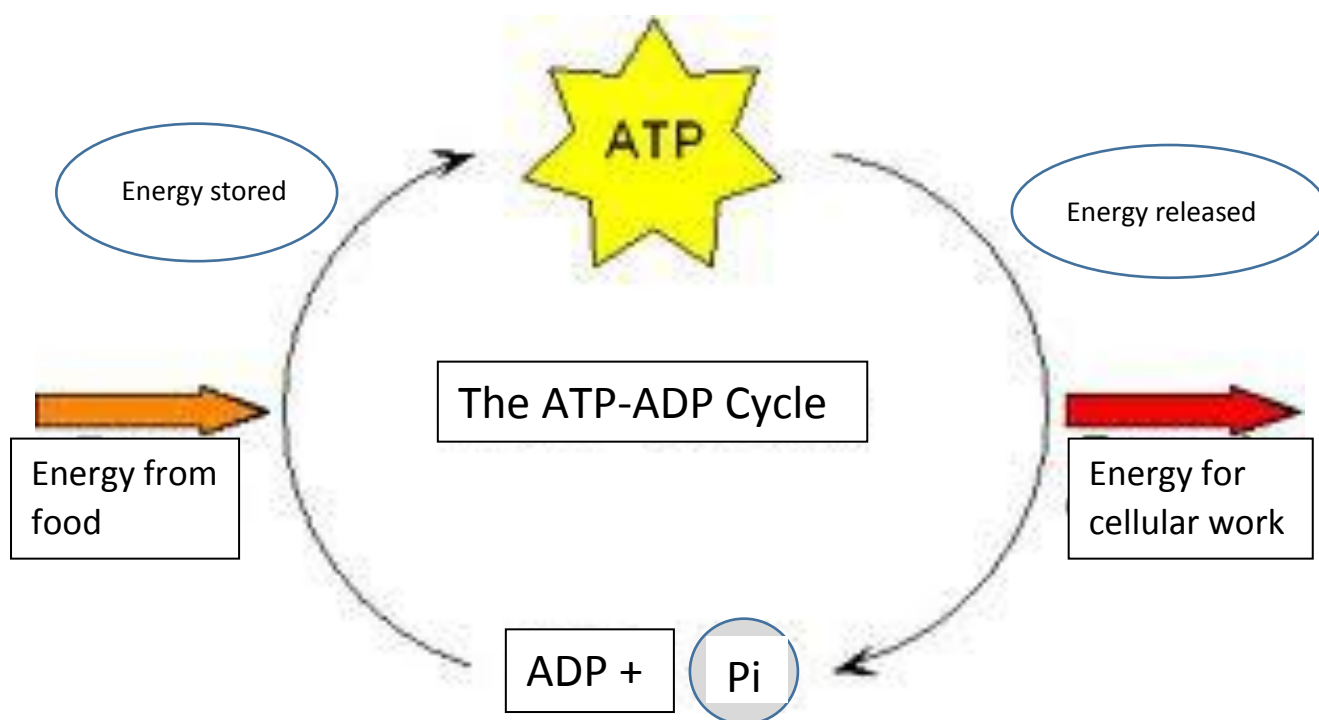 ATP
Energy stored
Energy released
The ATP-ADP Cycle
Energy from
food
Energy for
cellular work
ADP +
Pi